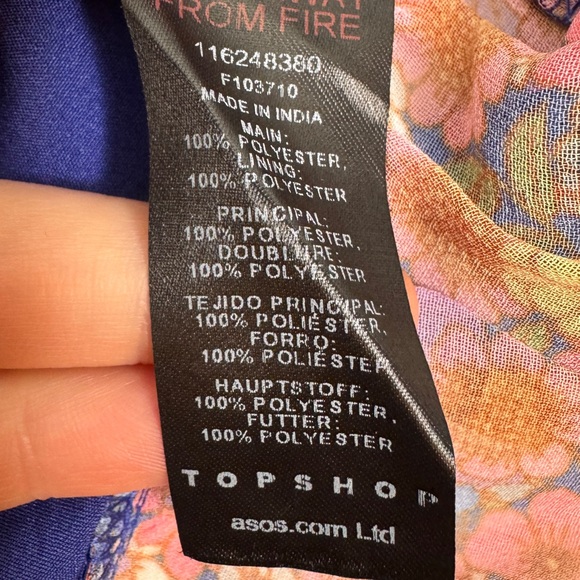 AWAY
FROM FIRE
116248380
F103710
MADE IN INDIA
MAIN:
100% POLYESTER,
LINING:
100% POLYESTER
PRINCIPAL:
100% POLYESTER,
DOUBLURE:
100% POLYESTER
TEJIDO PRINCIPAL:
100% POLIÉSTER,
FORRO:
100% POLIÉSTER
HAUPTSTOFF:
100% POLYESTER,
FUTTER:
100% POLYESTER
TOPSHOP
asos.com Ltd